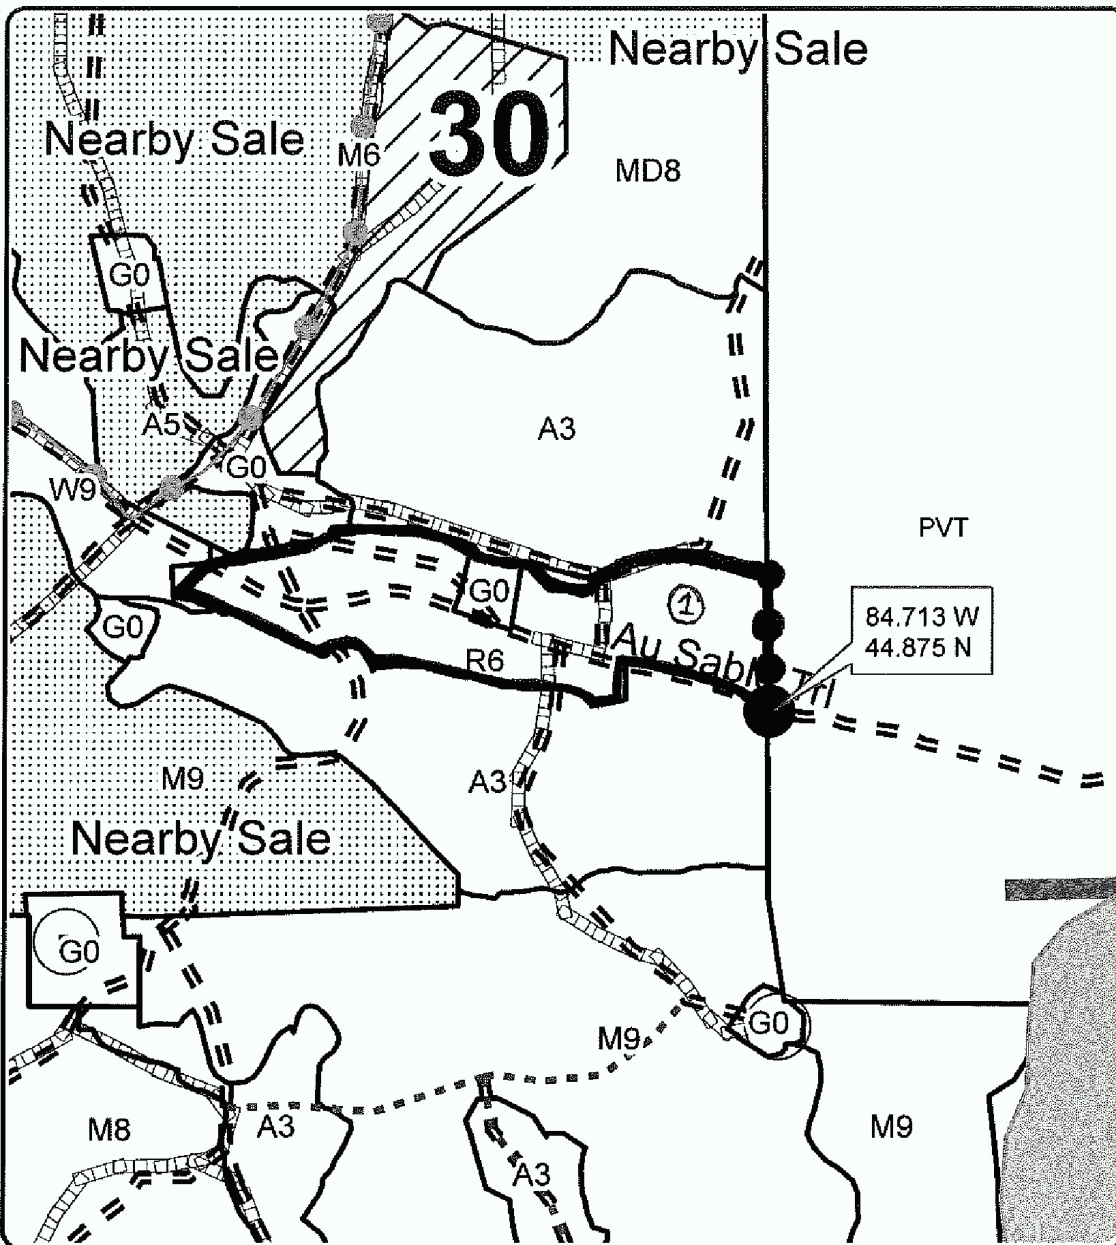 Nearby Sale
Nearby Sale
30
M6
MD8
G0
Nearby Sale
A5
A3
G0
W9
PVT
G0
1
84.713 W
44.875 N
G0
R6
Au Sable Trl
M9
A3
Nearby Sale
G0
M9
G0
M8
A3
M9
A3